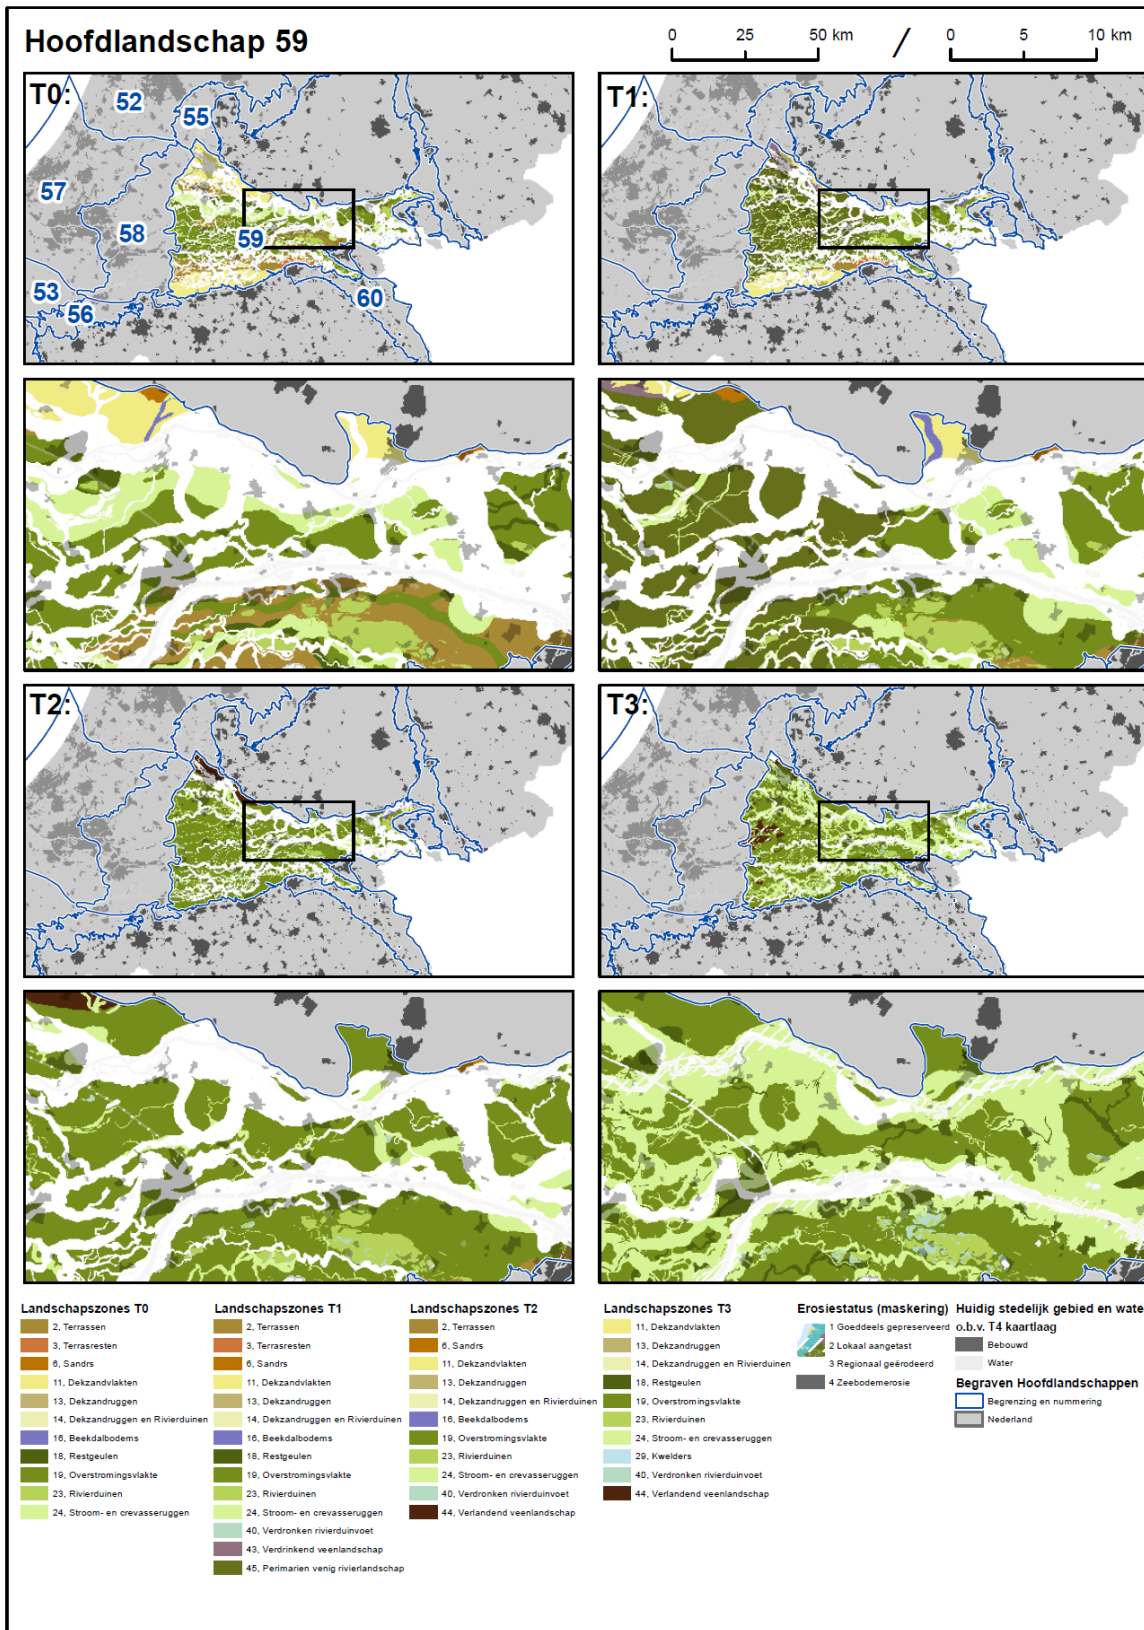 Hoofdlandschap 59
0 25 50 km / 0 5 10 km
T0:
52
55
57
58
59
53
56
60
T1:
T2:
T3:
Landschapszones T0
2, Terrassen
3, Terrasresten
6, Sandrs
11, Dekzandvlakten
13, Dekzandruggen
14, Dekzandruggen en Rivierduinen
16, Beekdalbodems
18, Restgeulen
19, Overstromingsvlakte
23, Rivierduinen
24, Stroom- en crevasseruggen
Landschapszones T1
2, Terrassen
3, Terrasresten
6, Sandrs
11, Dekzandvlakten
13, Dekzandruggen
14, Dekzandruggen en Rivierduinen
16, Beekdalbodems
18, Restgeulen
19, Overstromingsvlakte
23, Rivierduinen
24, Stroom- en crevasseruggen
40, Verdronken rivierduinvoet
43, Verdrinkend veenlandschap
45, Perimarien venig rivierlandschap
Landschapszones T2
2, Terrassen
6, Sandrs
11, Dekzandvlakten
13, Dekzandruggen
14, Dekzandruggen en Rivierduinen
16, Beekdalbodems
19, Overstromingsvlakte
23, Rivierduinen
24, Stroom- en crevasseruggen
40, Verdronken rivierduinvoet
44, Verlandend veenlandschap
Landschapszones T3
11, Dekzandvlakten
13, Dekzandruggen
14, Dekzandruggen en Rivierduinen
18, Restgeulen
19, Overstromingsvlakte
23, Rivierduinen
24, Stroom- en crevasseruggen
29, Kwelders
40, Verdronken rivierduinvoet
44, Verlandend veenlandschap
Erosiestatus (maskering)
1 Goeddeels gepreserveerd
2 Lokaal aangetast
3 Regionaal geërodeerd
4 Zeebodemerosie
Huidig stedelijk gebied en wate
o.b.v. T4 kaartlaag
Bebouwd
Water
Begraven Hoofdlandschappen
Begrenzing en nummering
Nederland